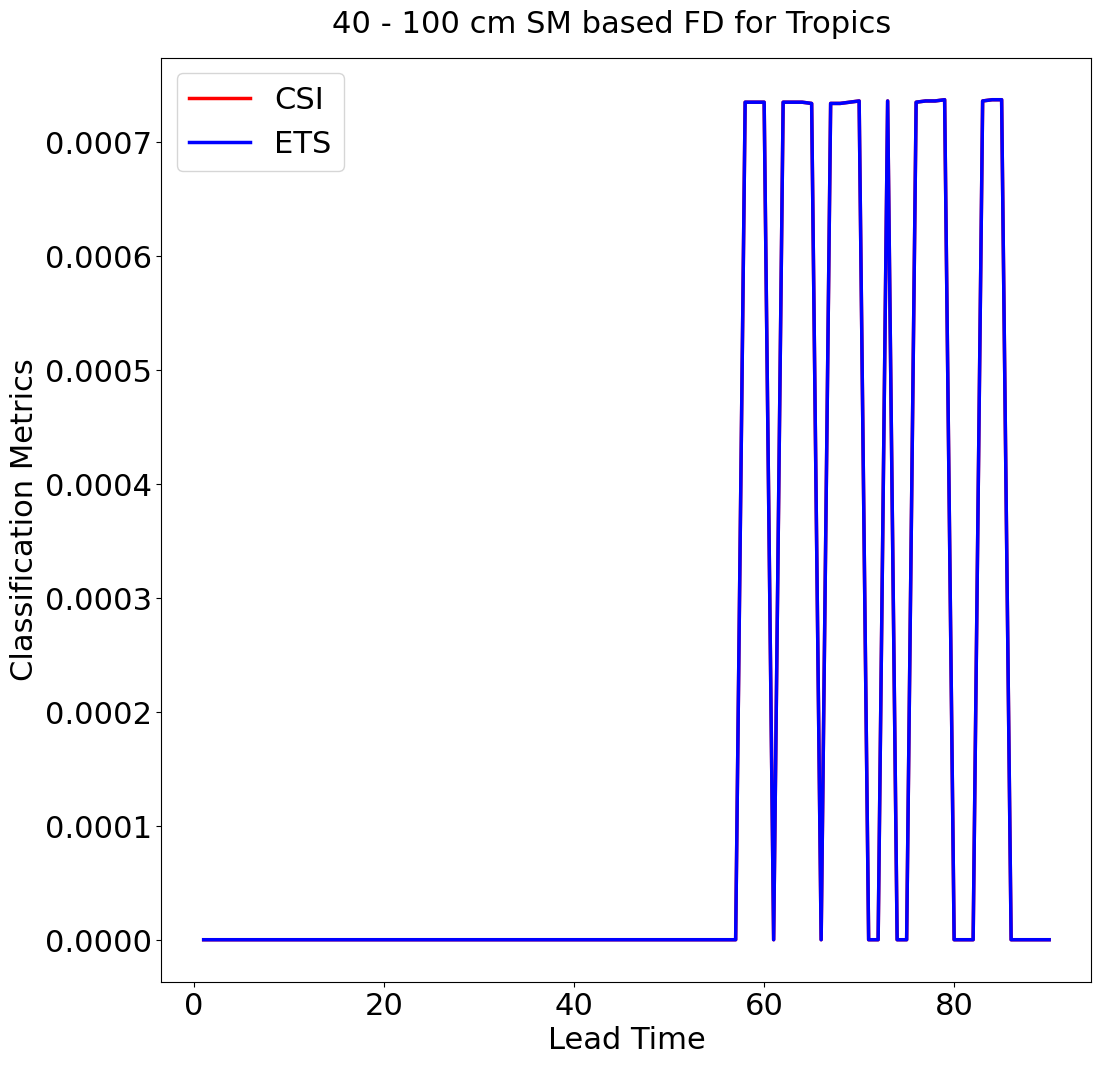 40 - 100 cm SM based FD for Tropics
CSI
ETS
0.0007
0.0006
0.0005
0.0004
0.0003
0.0002
0.0001
0.0000
Classification Metrics
0 20 40 60 80
Lead Time